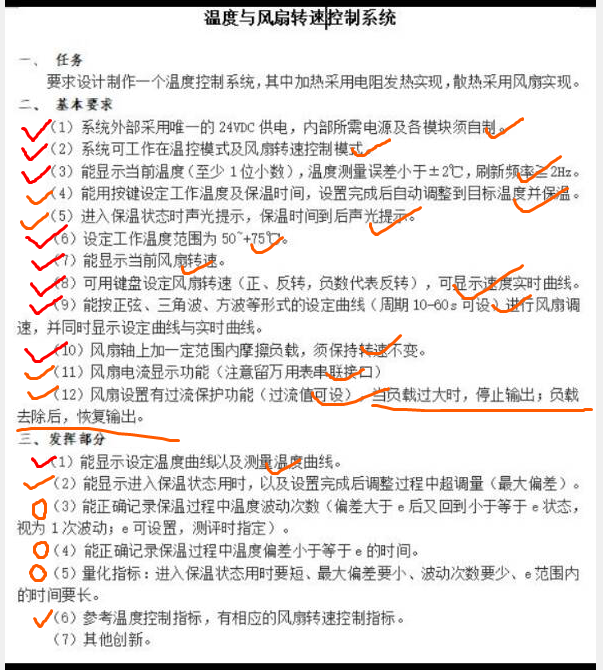 温度与风扇转速控制系统
一、 任务
要求设计制作一个温度控制系统，其中加热采用电阻发热实现，散热采用风扇实现。
二、 基本要求
（1）系统外部采用唯一的 24VDC 供电，内部所需电源及各模块须自制。
（2）系统可工作在温控模式及风扇转速控制模式。
（3）能显示当前温度（至少 1 位小数），温度测量误差小于±2℃，刷新频率≥2Hz。
（4）能用按键设定工作温度及保温时间，设置完成后自动调整到目标温度并保温。
（5）进入保温状态时声光提示，保温时间到后声光提示。
（6）设定工作温度范围为 50~+75℃。
（7）能显示当前风扇转速。
（8）可用键盘设定风扇转速（正、反转，负数代表反转），可显示速度实时曲线。
（9）能按正弦、三角波、方波等形式的设定曲线（周期 10-60s 可设）进行风扇调
速，并同时显示设定曲线与实时曲线。
（10）风扇轴上加一定范围内摩擦负载，须保持转速不变。
（11）风扇电流显示功能（注意留万用表串联接口）
（12）风扇设置有过流保护功能（过流值可设），当负载过大时，停止输出；负载
去除后，恢复输出。
三、发挥部分
（1）能显示设定温度曲线以及测量温度曲线。
（2）能显示进入保温状态用时，以及设置完成后调整过程中超调量（最大偏差）。
（3）能正确记录保温过程中温度波动次数（偏差大于 e 后又回到小于等于 e 状态，
视为 1 次波动；e 可设置，测评时指定）。
（4）能正确记录保温过程中温度偏差小于等于 e 的时间。
（5）量化指标：进入保温状态用时要短、最大偏差要小、波动次数要少、e 范围内
的时间要长。
（6）参考温度控制指标，有相应的风扇转速控制指标。
（7）其他创新。